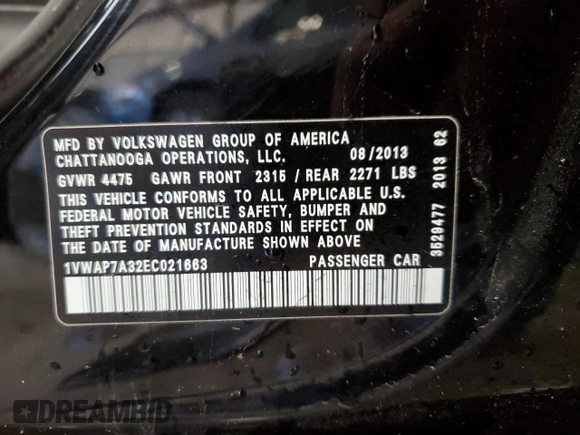 MFD BY VOLKSWAGEN GROUP OF AMERICA
CHATTANOOGA OPERATIONS, LLC. 08/2013
GVWR 4475 GAWR FRONT 2315 / REAR 2271 LBS
THIS VEHICLE CONFORMS TO ALL APPLICABLE U.S.
FEDERAL MOTOR VEHICLE SAFETY, BUMPER AND
THEFT PREVENTION STANDARDS IN EFFECT ON
THE DATE OF MANUFACTURE SHOWN ABOVE
1VWAP7A32EC021663 PASSENGER CAR
3529477 2013 62
DREAMBID